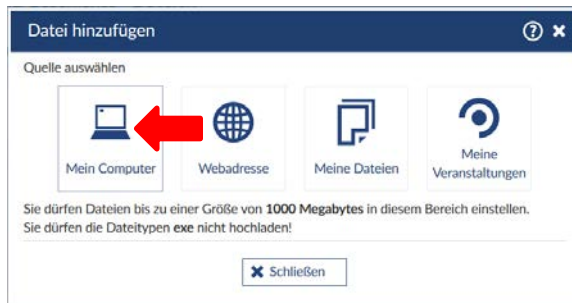 Datei hinzufügen
Quelle auswählen
Mein Computer
Webadresse
Meine Dateien
Meine
Veranstaltungen
Sie dürfen Dateien bis zu einer Größe von 1000 Megabytes in diesem Bereich einstellen.
Sie dürfen die Dateitypen exe nicht hochladen!
Schließen